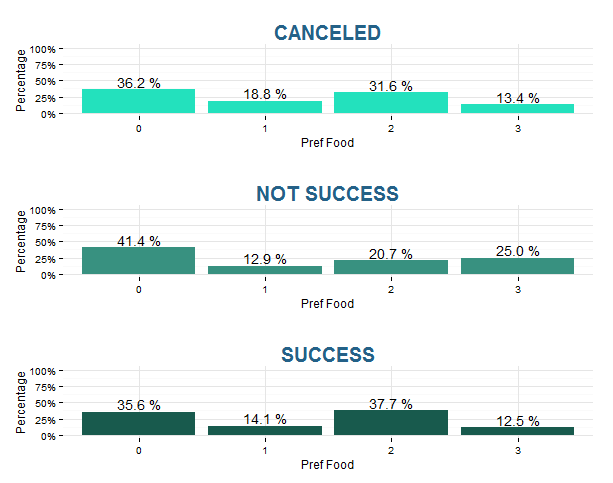 CANCELED
Percentage
100%
75%
50%
25%
0%
36.2 %
18.8 %
31.6 %
13.4 %
0 1 2 3
Pref Food
NOT SUCCESS
Percentage
100%
75%
50%
25%
0%
41.4 %
12.9 %
20.7 %
25.0 %
0 1 2 3
Pref Food
SUCCESS
Percentage
100%
75%
50%
25%
0%
35.6 %
14.1 %
37.7 %
12.5 %
0 1 2 3
Pref Food